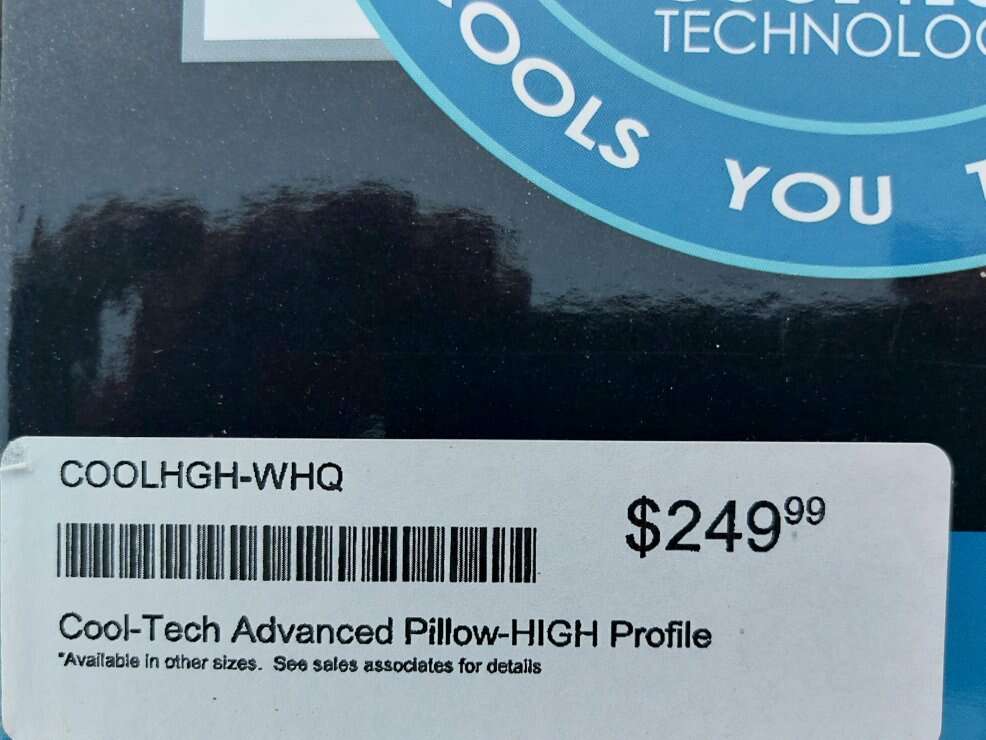 TECHNOLO
OOLS YOU
COOLHGH-WHQ
$249.99
Cool-Tech Advanced Pillow-HIGH Profile
*Available in other sizes. See sales associates for details